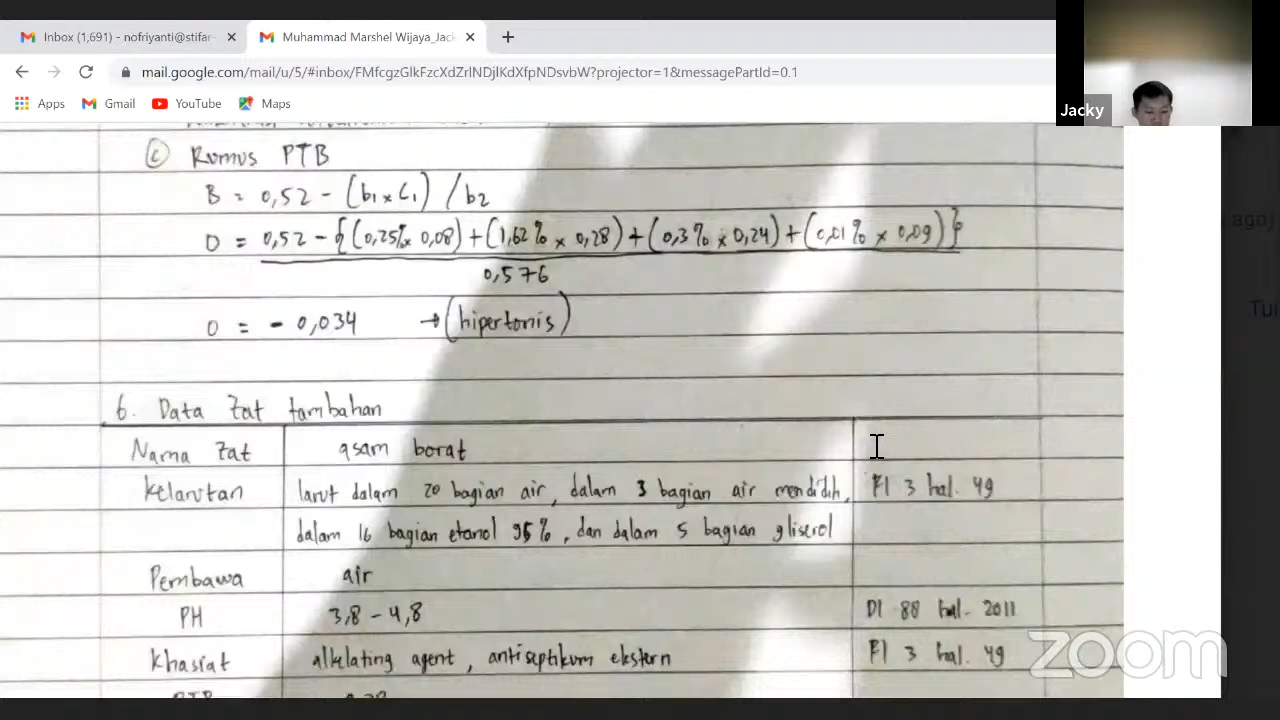 Inbox (1,691) - nofriyanti@stifar-
Muhammad Marshel Wijaya_Jack
mail.google.com/mail/u/5/#inbox/FMfcgzGlkFzcXdZrlNDjlKdXfpNDsvbW?projector=1&messagePartId=0.1
Apps Gmail YouTube Maps
Jacky
(c) Rumus PTB
B = 0,52 - (b1 x C1) / b2
0 = 0,52 - {(0,25% x 0,08) + (1,62% x 0,28) + (0,3% x 0,24) + (0,01% x 0,09)}
0,576
0 = - 0,034 → (hipertonis)
6. Data Zat tambahan
Nama Zat asam borat
Kelarutan larut dalam 20 bagian air, dalam 3 bagian air mendidih, FI 3 hal. 49
dalam 16 bagian etanol 95%, dan dalam 5 bagian gliserol
Pembawa air
PH 3,8 - 4,8 DI 88 hal. 2011
Khasiat alkelating agent, antiseptikum ekstern FI 3 hal. 49
zoom